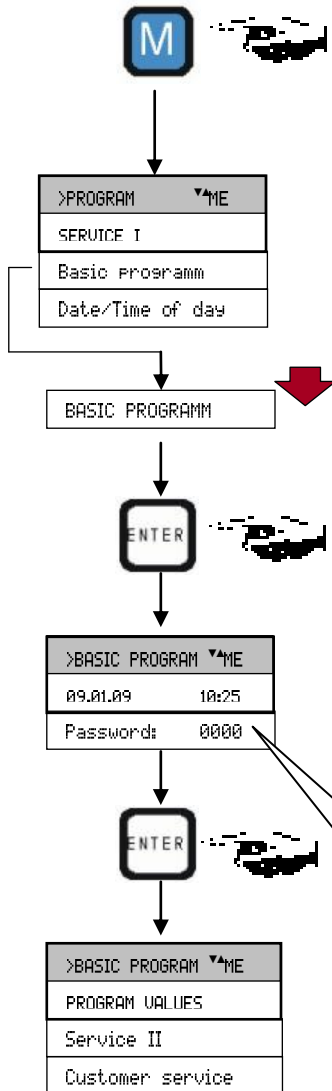 M
>PROGRAM ▼▲ME
SERVICE I
Basic programm
Date/Time of day
BASIC PROGRAMM
ENTER
>BASIC PROGRAM ▼▲ME
09.01.09 10:25
Password: 0000
ENTER
>BASIC PROGRAM ▼▲ME
PROGRAM VALUES
Service II
Customer service